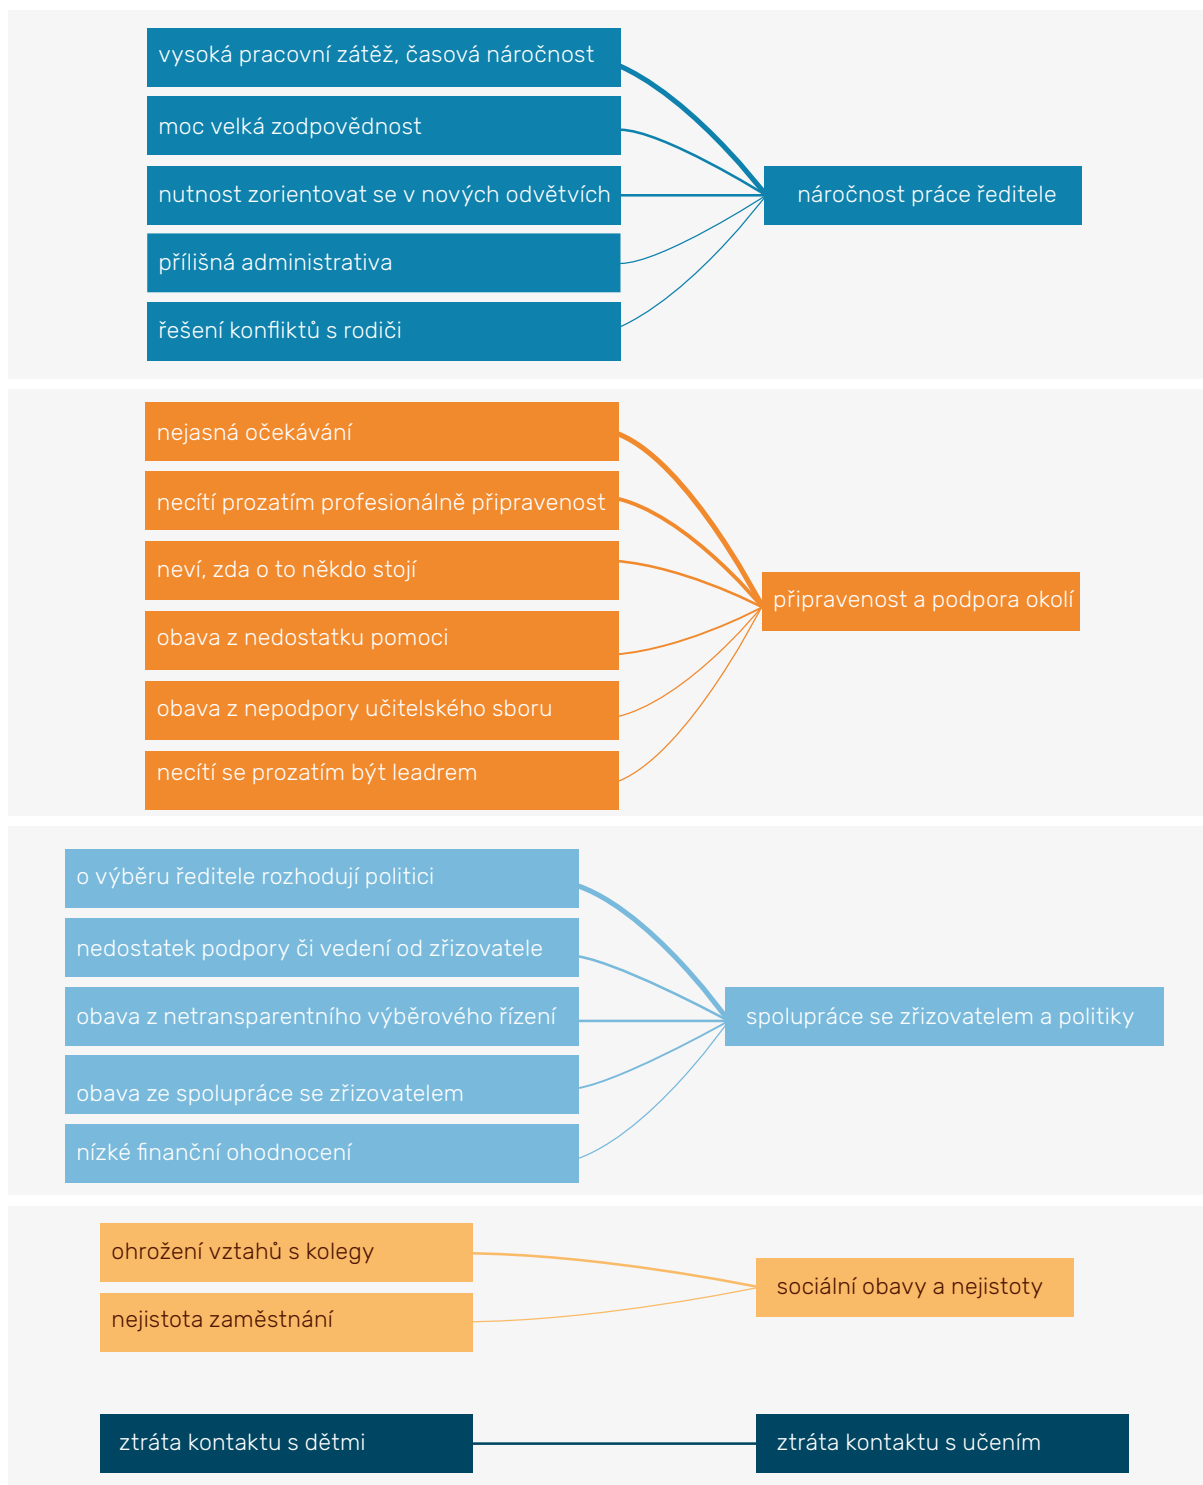 vysoká pracovní zátěž, časová náročnost
moc velká zodpovědnost
nutnost zorientovat se v nových odvětvích
přílišná administrativa
řešení konfliktů s rodiči
náročnost práce ředitele
nejasná očekávání
necítí prozatím profesionálně připravenost
neví, zda o to někdo stojí
obava z nedostatku pomoci
obava z nepodpory učitelského sboru
necítí se prozatím být leadrem
připravenost a podpora okolí
o výběru ředitele rozhodují politici
nedostatek podpory či vedení od zřizovatele
obava z netransparentního výběrového řízení
obava ze spolupráce se zřizovatelem
nízké finanční ohodnocení
spolupráce se zřizovatelem a politiky
ohrožení vztahů s kolegy
nejistota zaměstnání
sociální obavy a nejistoty
ztráta kontaktu s dětmi
ztráta kontaktu s učením